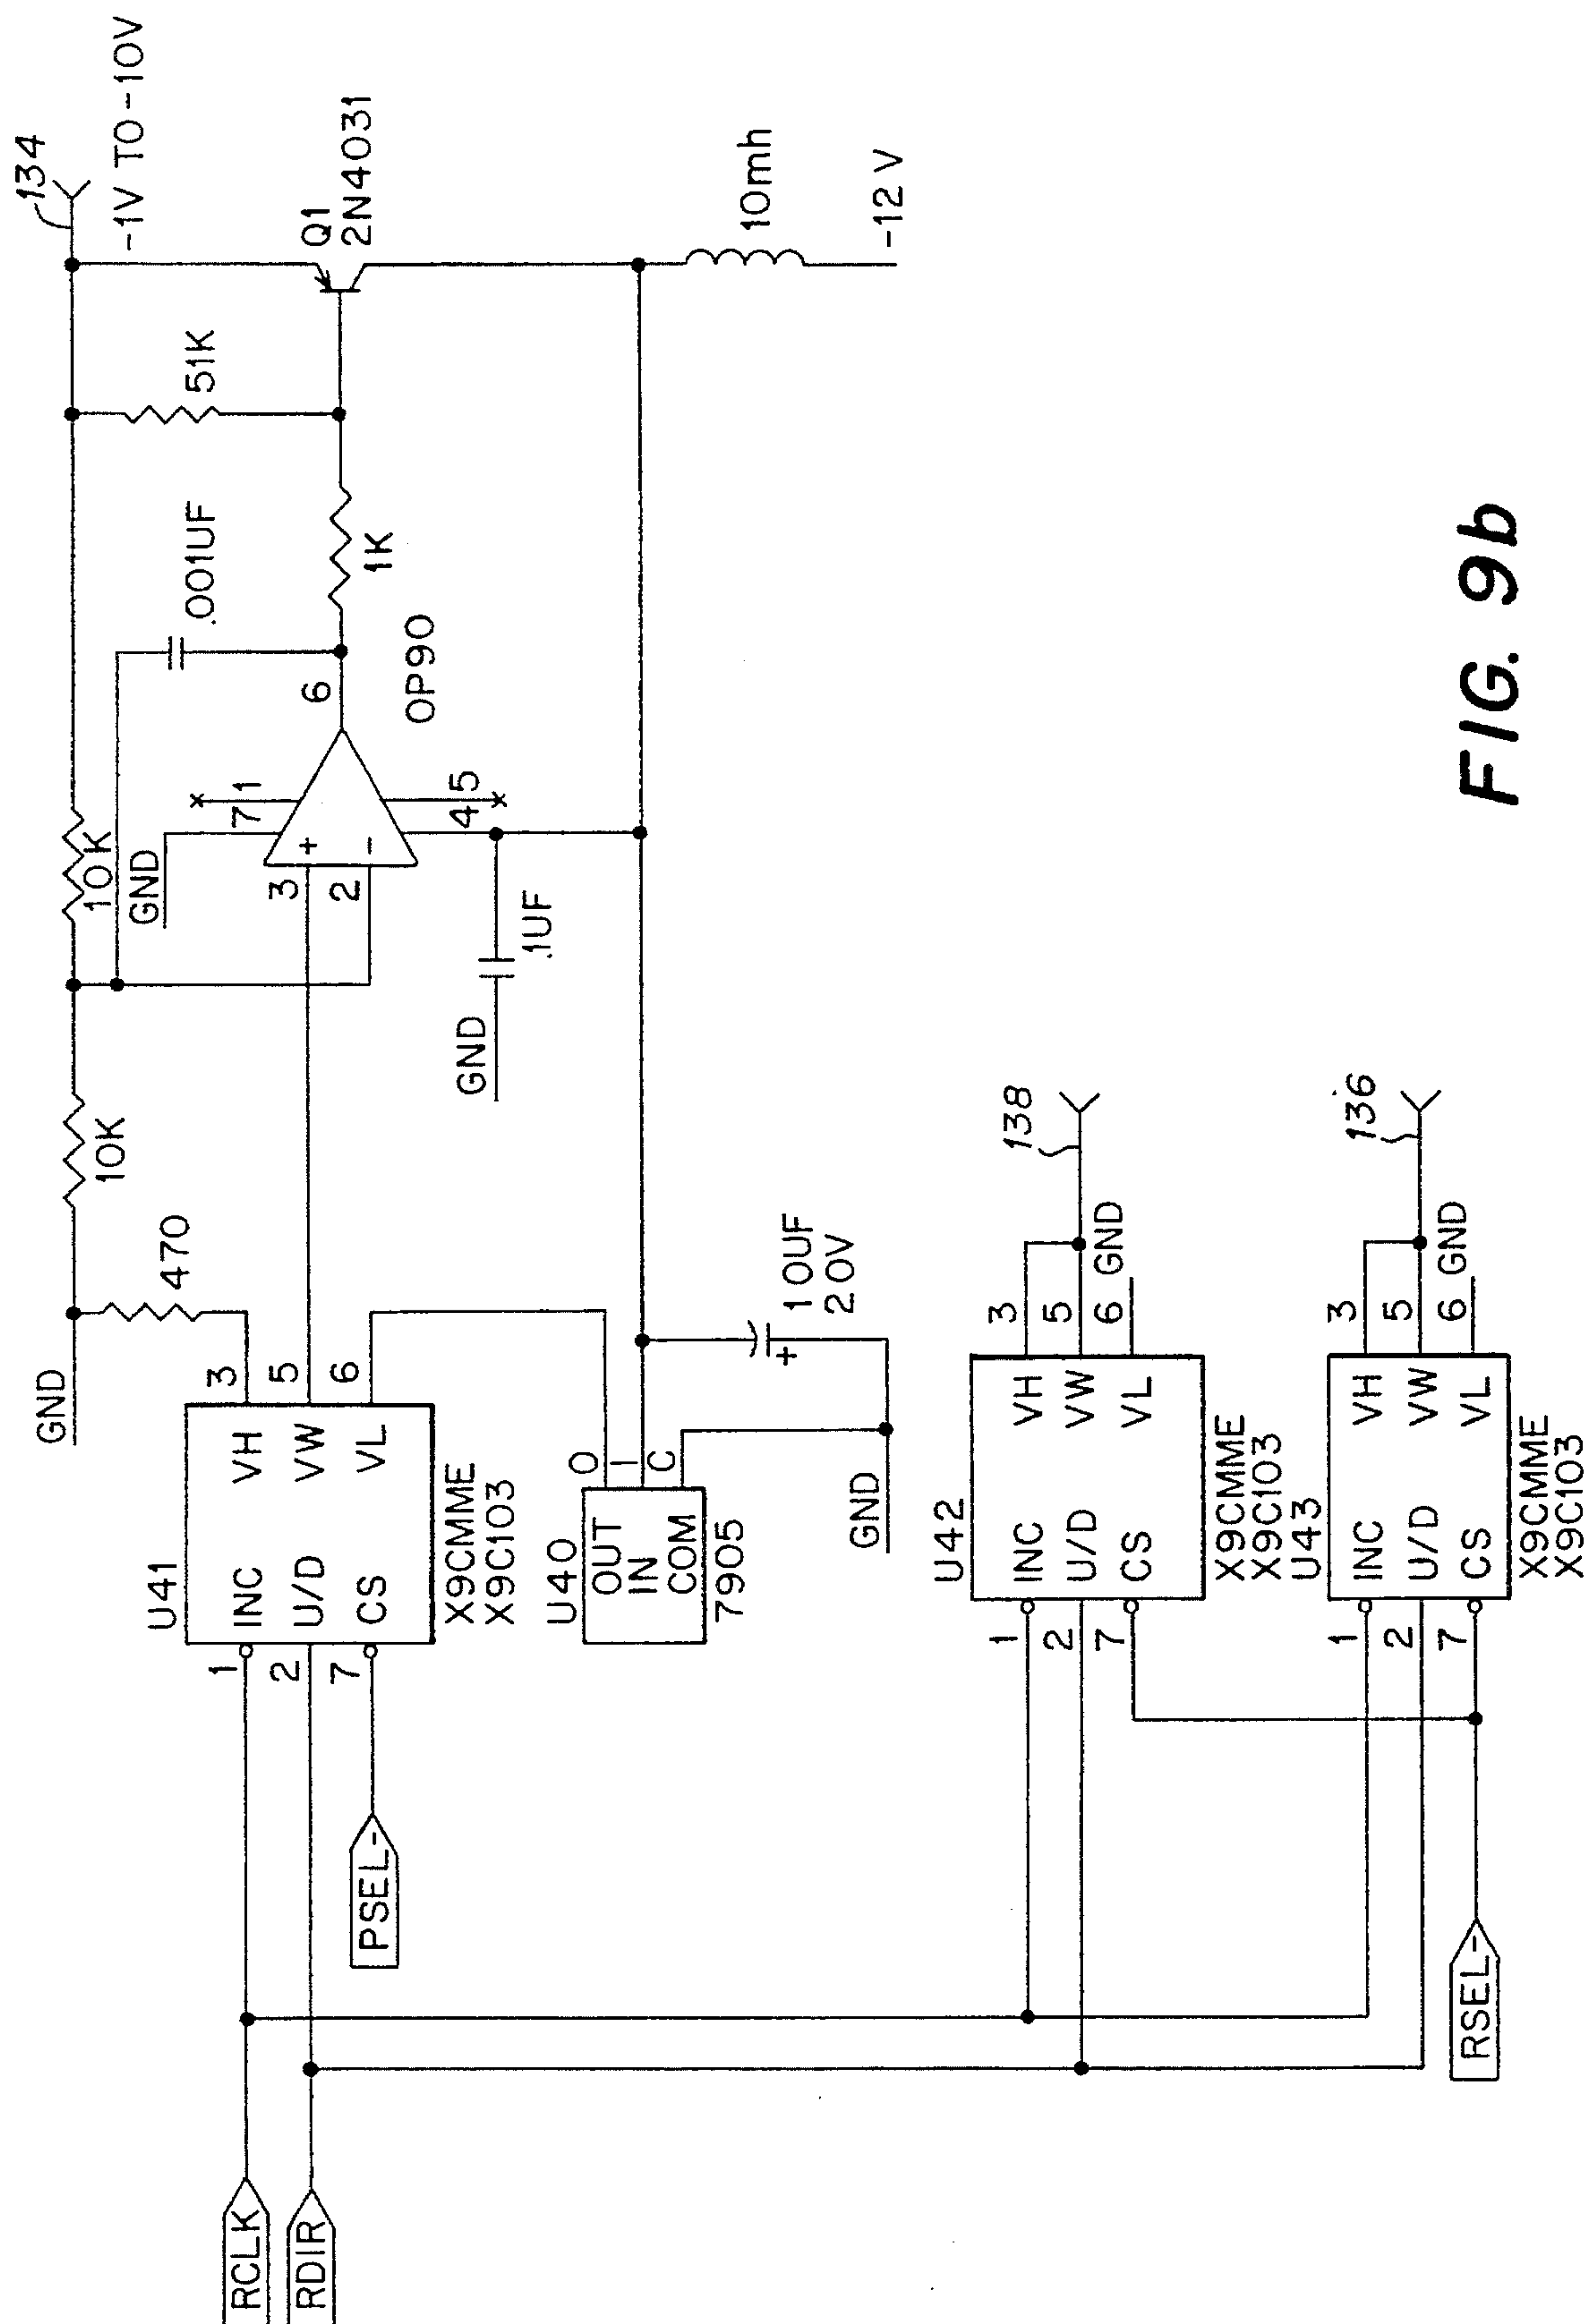 134
-1V TO -10V
Q1
2N4031
10mh
-12V
51K
.001UF
1K
10K
GND
7
1
+
-
3
2
6
4
5
OP90
GND
.1UF
10K
470
GND
3
5
6
U41
INC
VH
U/D
VW
CS
VL
X9CMME
X9C103
1
2
7
PSEL-
U40
OUT
IN
COM
7905
O
I
C
10UF
20V
+
GND
138
U42
INC
VH
U/D
VW
CS
VL
X9CMME
X9C103
1
2
7
3
5
6
GND
136
U43
INC
VH
U/D
VW
CS
VL
X9CMME
X9C103
1
2
7
3
5
6
GND
RSEL-
RCLK
RDIR
FIG. 9b